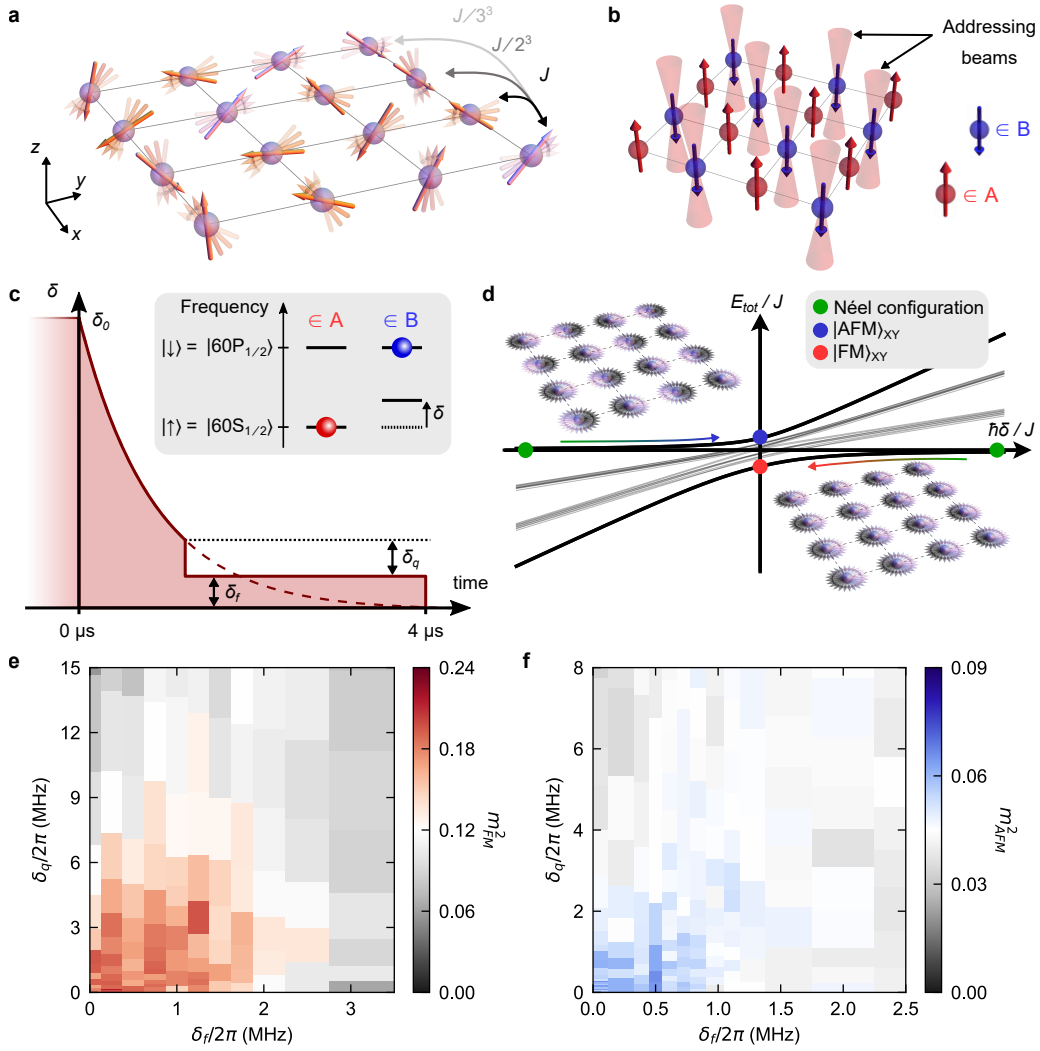 a
J/3³
J/2³
J
z
y
x
b
Addressing
beams
∈ B
∈ A
c
δ
δ₀
Frequency
∈ A
∈ B
|↓⟩ = |60P₁/₂⟩
|↑⟩ = |60S₁/₂⟩
δ
δq
δf
time
0 µs
4 µs
d
E_tot / J
Néel configuration
|AFM⟩XY
|FM⟩XY
ħδ / J
e
15
12
9
6
3
0
δq/2π (MHz)
0
1
2
3
δf/2π (MHz)
0.24
0.18
0.12
0.06
0.00
m²FM
f
8
6
4
2
0
δq/2π (MHz)
0.0
0.5
1.0
1.5
2.0
2.5
δf/2π (MHz)
0.09
0.06
0.03
0.00
m²AFM